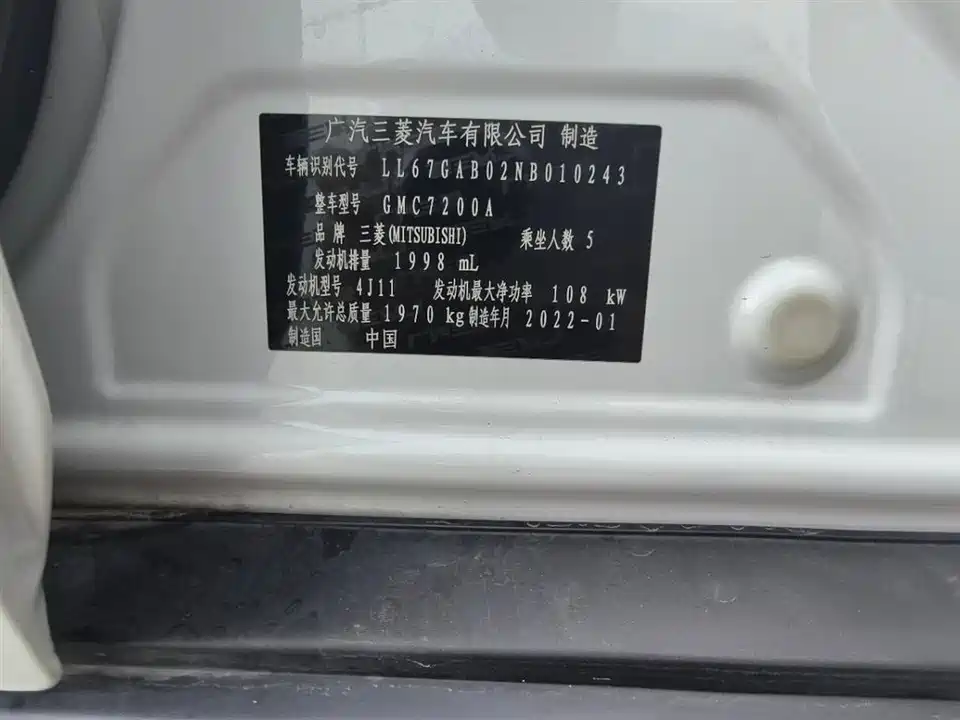 广汽三菱汽车有限公司 制造
车辆识别代号 LL67GAB02NB010243
整车型号 GMC7200A
品牌 三菱(MITSUBISHI) 乘坐人数 5
发动机排量 1998 mL
发动机型号 4J11 发动机最大净功率 108 kW
最大允许总质量 1970 kg 制造年月 2022-01
制造国 中国